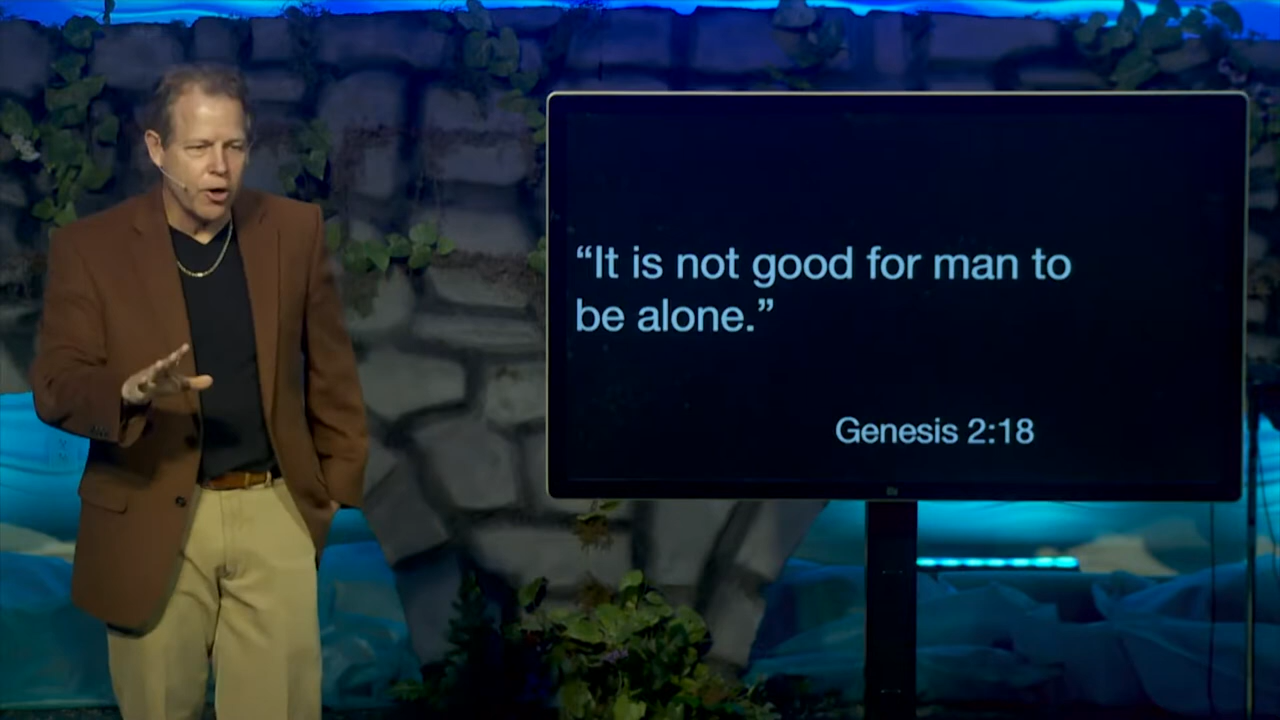 “It is not good for man to
be alone.”
Genesis 2:18